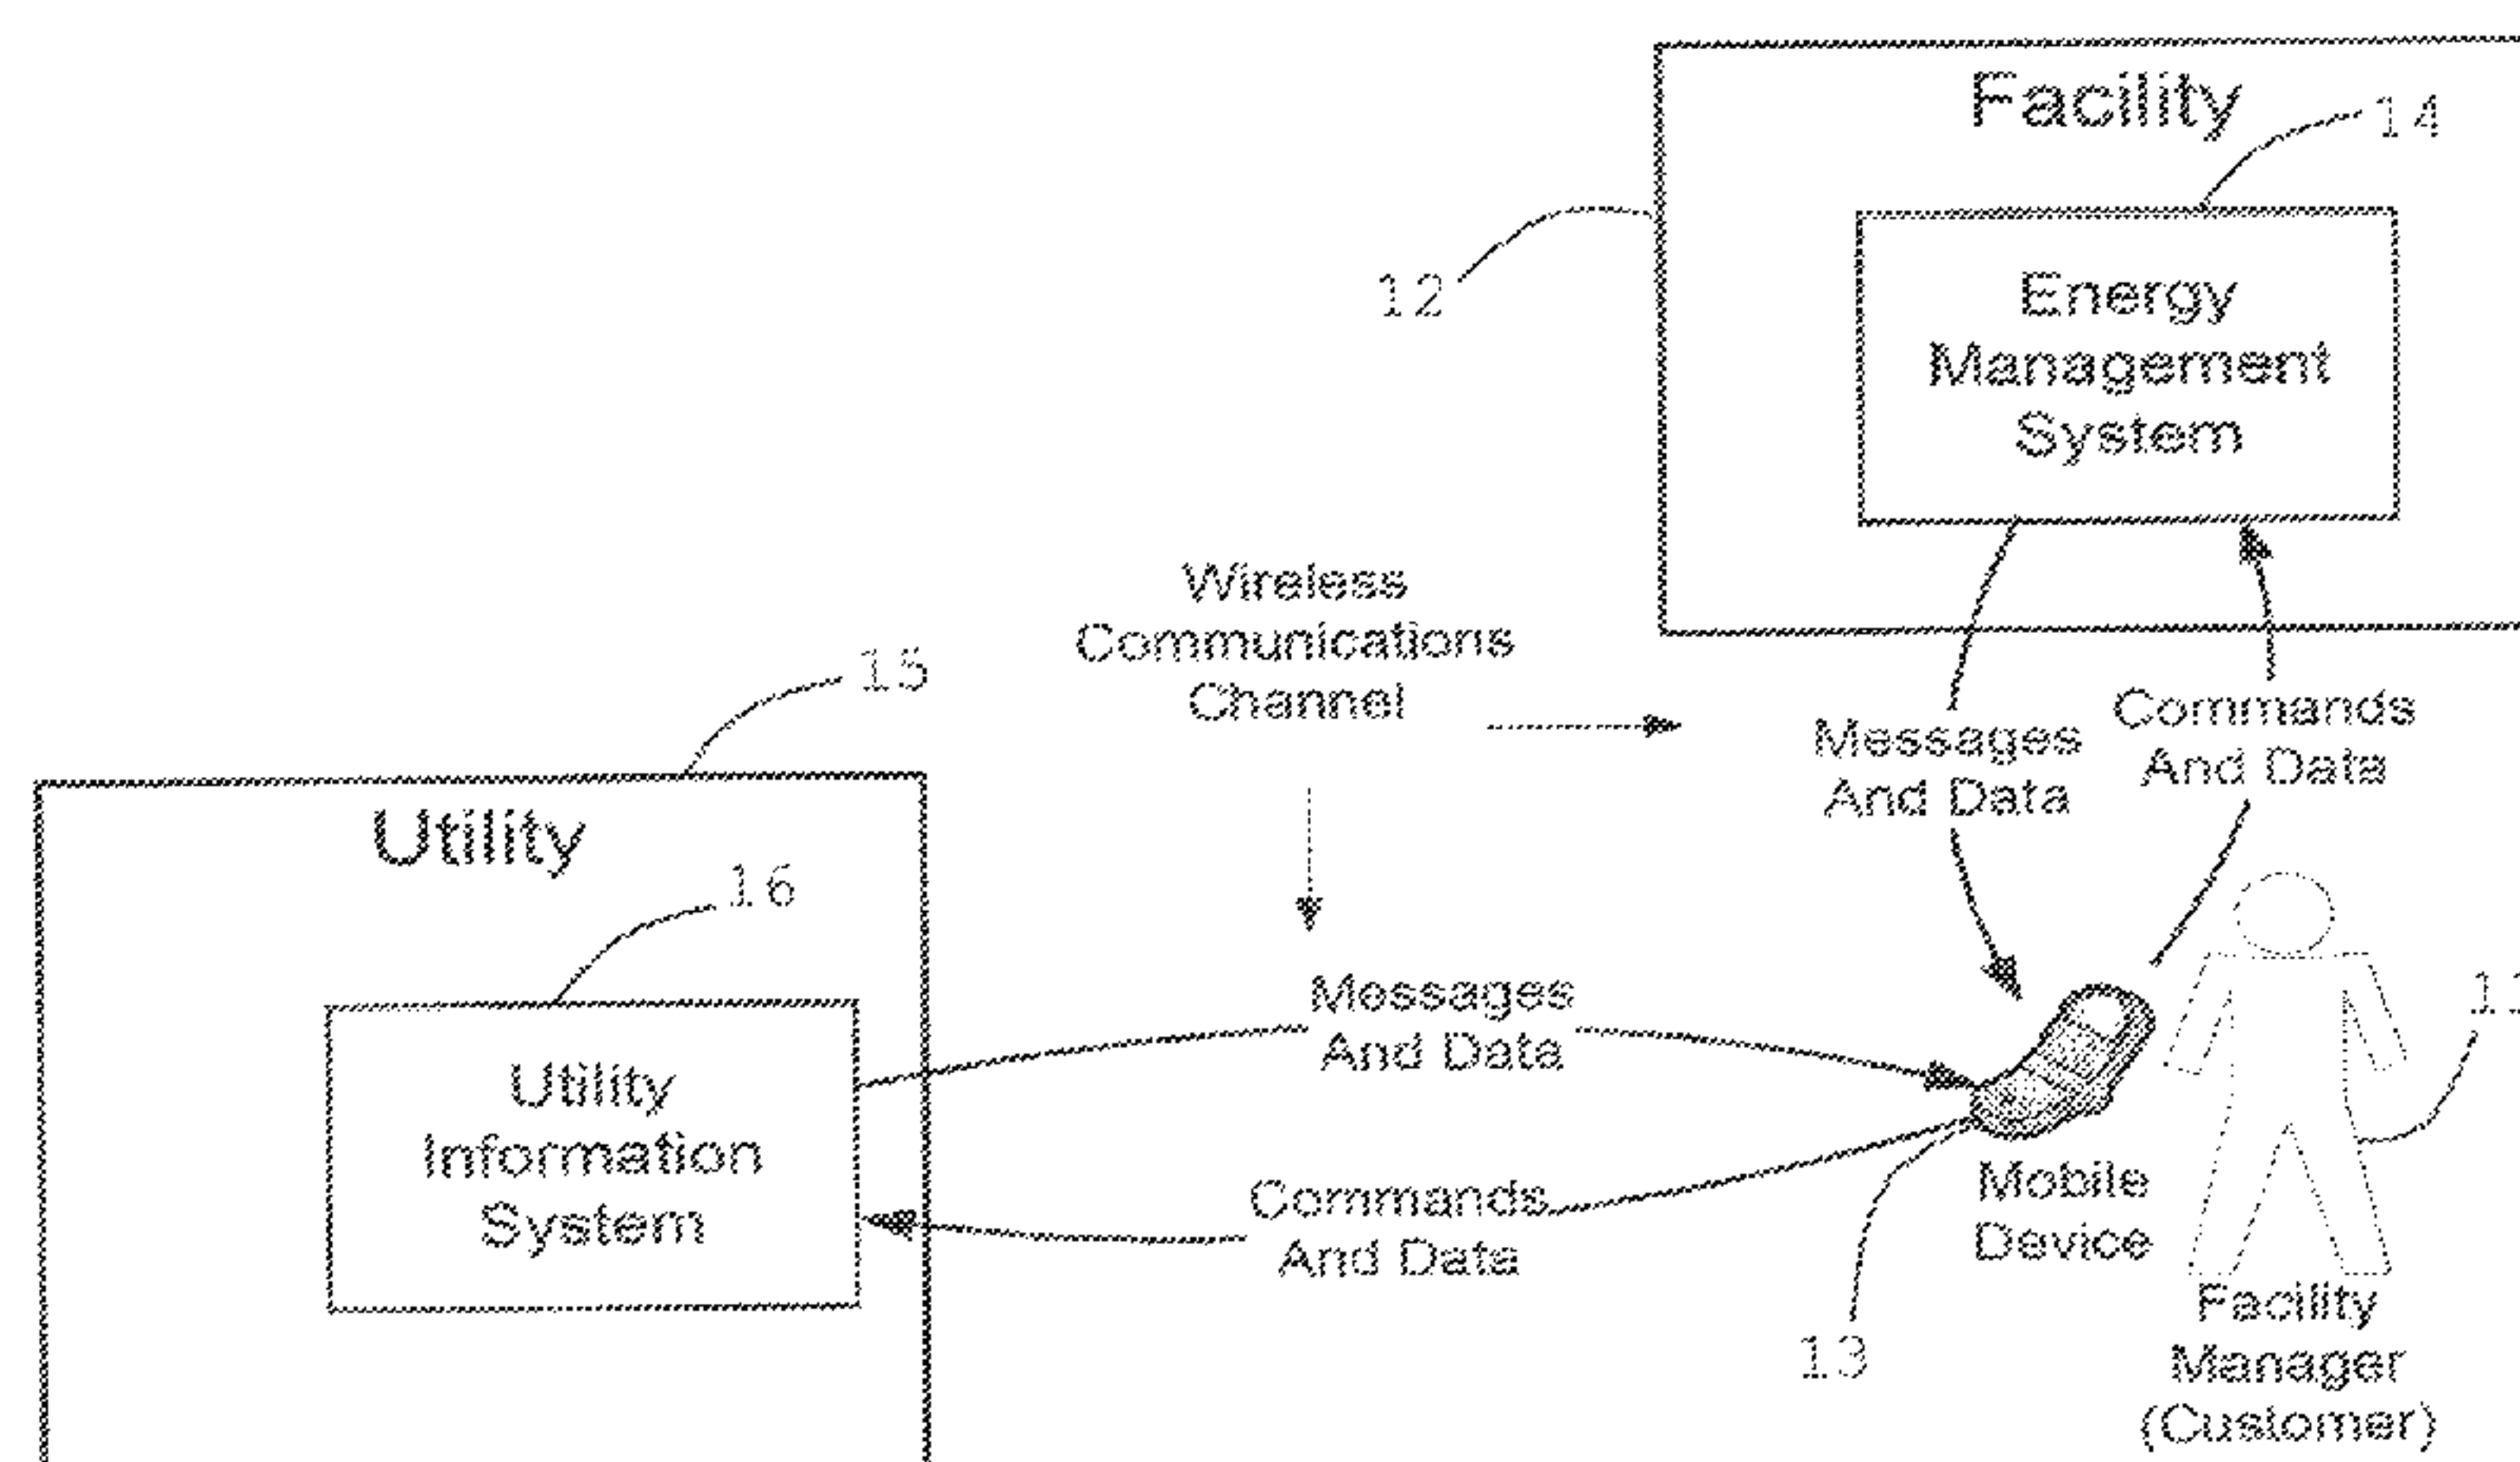 Facility
14
12
Energy
Management
System
Wireless
Communications
Channel
15
Messages
And Data
Commands
And Data
Utility
16
Utility
Information
System
Messages
And Data
Commands
And Data
Mobile
Device
13
Facility
Manager
(Customer)